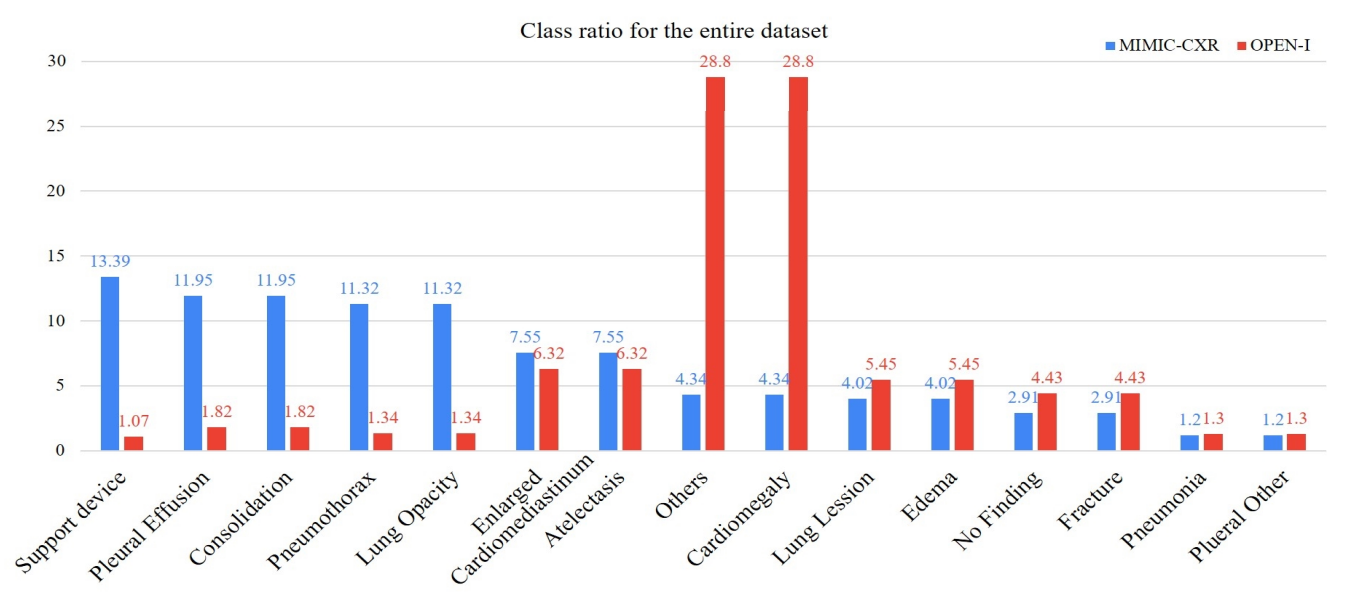 Class ratio for the entire dataset
MIMIC-CXR OPEN-I
30
25
20
15
10
5
0
13.39 1.07
11.95 1.82
11.95 1.82
11.32 1.34
11.32 1.34
7.55 6.32
7.55 6.32
4.34 28.8
4.34 28.8
4.02 5.45
4.02 5.45
2.91 4.43
2.91 4.43
1.2 1.3
1.2 1.3
Support device
Pleural Effusion
Consolidation
Pneumothorax
Lung Opacity
Enlarged
Cardiomediastinum
Atelectasis
Others
Cardiomegaly
Lung Lession
Edema
No Finding
Fracture
Pneumonia
Plueral Other